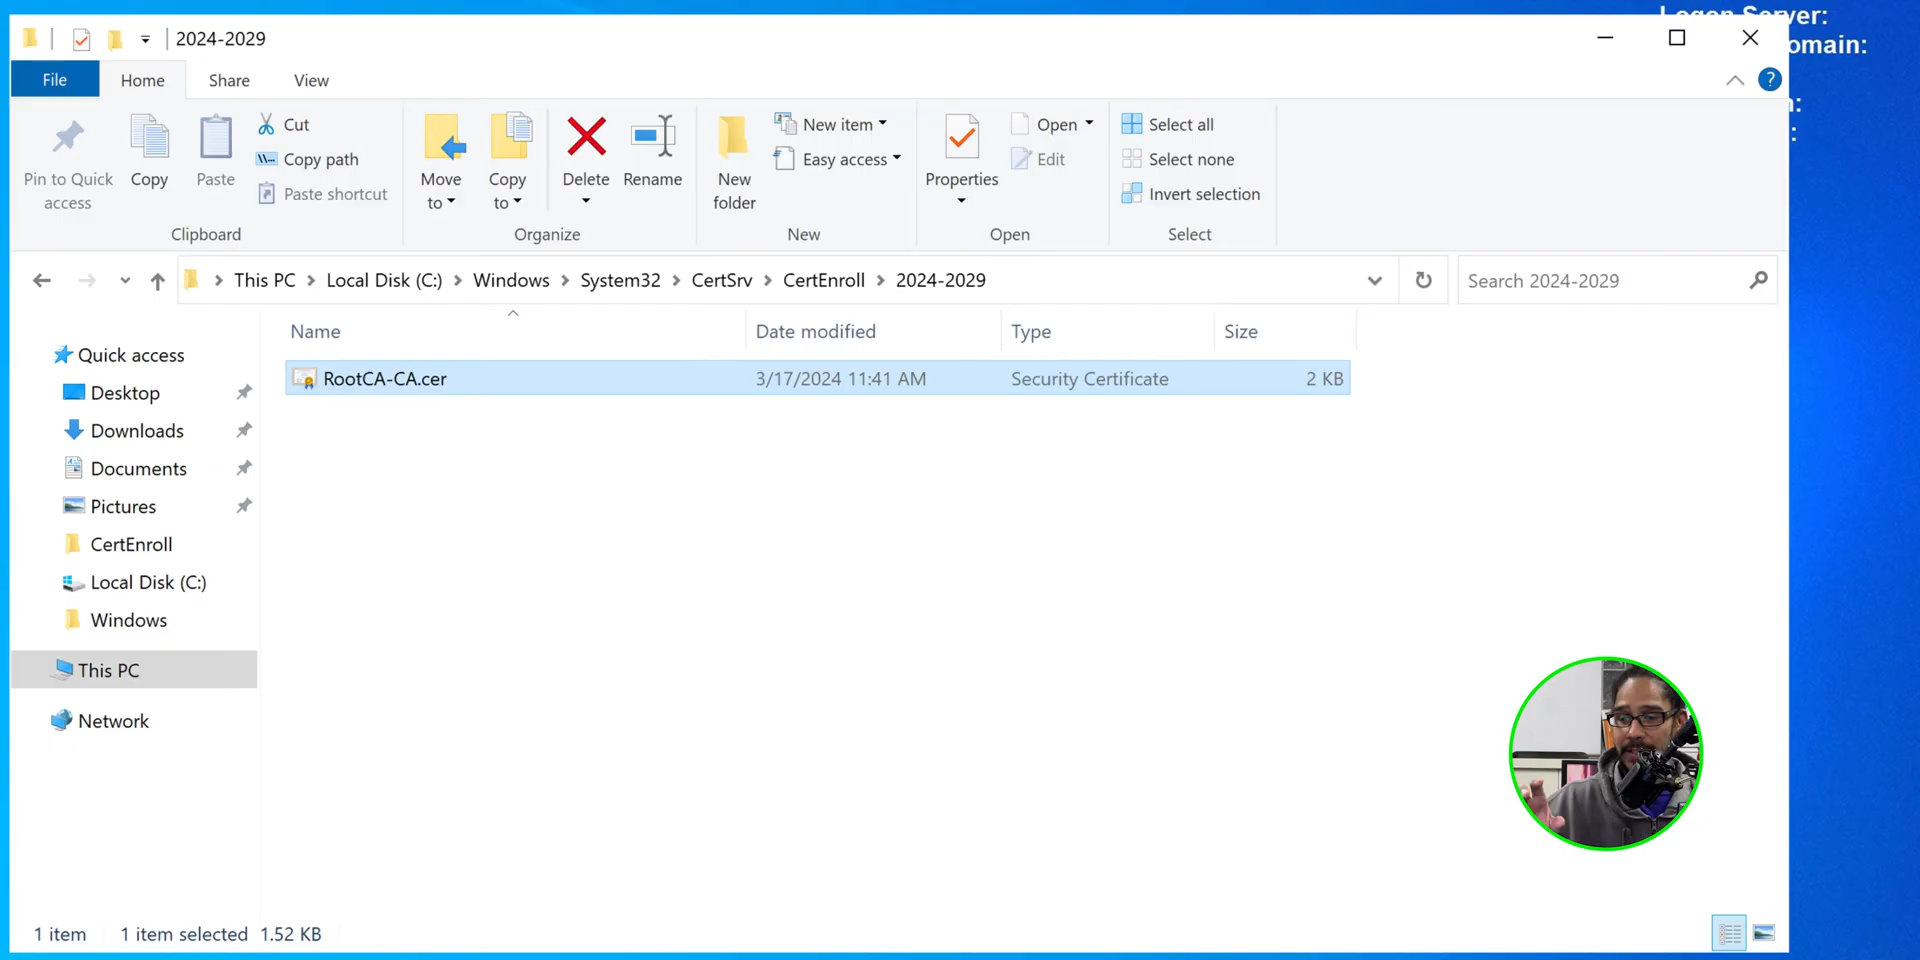 Logon Server:
omain:
:
:
2024-2029
File Home Share View
?
Pin to Quick access
Copy
Paste
Cut
Copy path
Paste shortcut
Clipboard
Move to
Copy to
Delete
Rename
Organize
New folder
New item
Easy access
New
Properties
Open
Edit
Open
Select all
Select none
Invert selection
Select
This PC > Local Disk (C:) > Windows > System32 > CertSrv > CertEnroll > 2024-2029
Search 2024-2029
Name Date modified Type Size
RootCA-CA.cer 3/17/2024 11:41 AM Security Certificate 2 KB
Quick access
Desktop
Downloads
Documents
Pictures
CertEnroll
Local Disk (C:)
Windows
This PC
Network
1 item 1 item selected 1.52 KB